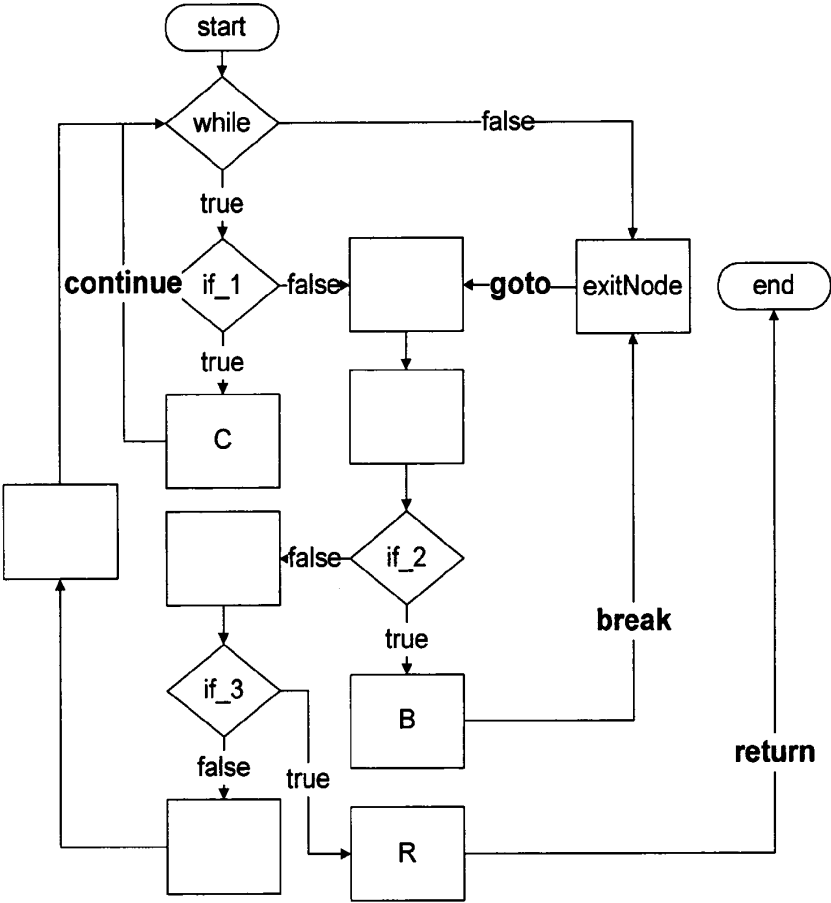 start
while
false
true
continue
if_1
false
goto
exitNode
end
true
C
false
if_2
true
break
if_3
B
false
true
return
R